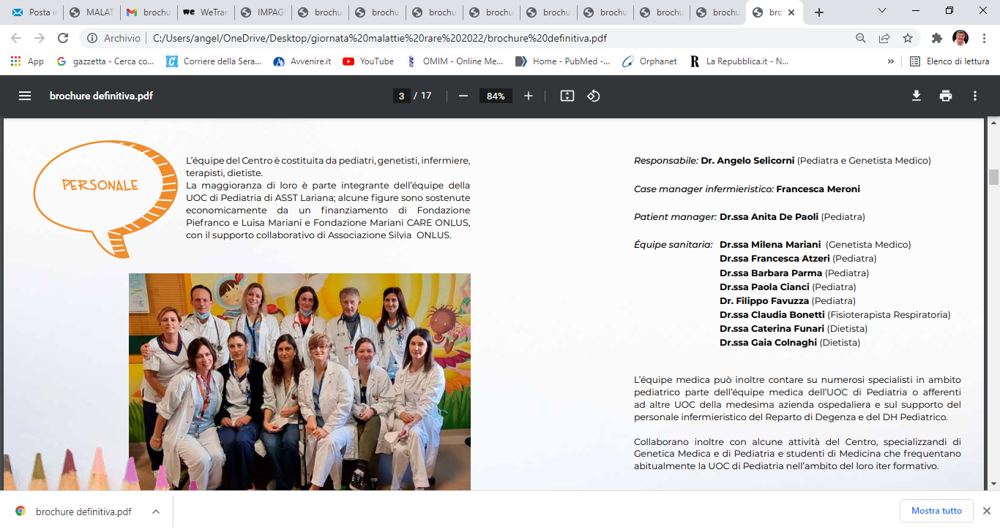 Posta in
MALAT
brochu
WeTran
IMPAG
brochu
brochu
brochu
brochu
brochu
brochu
brochu
brochu
bro
Archivio
C:/Users/angel/OneDrive/Desktop/giornata%20malattie%20rare%202022/brochure%20definitiva.pdf
App
gazzetta - Cerca co...
Corriere della Sera...
Avvenire.it
YouTube
OMIM - Online Me...
Home - PubMed -...
Orphanet
La Repubblica.it - N...
»
Elenco di lettura
brochure definitiva.pdf
3 / 17
84%
PERSONALE
L'équipe del Centro è costituita da pediatri, genetisti, infermiere,
terapisti, dietiste.
La maggioranza di loro è parte integrante dell'équipe della
UOC di Pediatria di ASST Lariana; alcune figure sono sostenute
economicamente da un finanziamento di Fondazione
Piefranco e Luisa Mariani e Fondazione Mariani CARE ONLUS,
con il supporto collaborativo di Associazione Silvia ONLUS.
Responsabile: Dr. Angelo Selicorni (Pediatra e Genetista Medico)
Case manager infermieristico: Francesca Meroni
Patient manager: Dr.ssa Anita De Paoli (Pediatra)
Équipe sanitaria: Dr.ssa Milena Mariani (Genetista Medico)
Dr.ssa Francesca Atzeri (Pediatra)
Dr.ssa Barbara Parma (Pediatra)
Dr.ssa Paola Cianci (Pediatra)
Dr. Filippo Favuzza (Pediatra)
Dr.ssa Claudia Bonetti (Fisioterapista Respiratoria)
Dr.ssa Caterina Funari (Dietista)
Dr.ssa Gaia Colnaghi (Dietista)
L'équipe medica può inoltre contare su numerosi specialisti in ambito
pediatrico parte dell'équipe medica dell'UOC di Pediatria o afferenti
ad altre UOC della medesima azienda ospedaliera e sul supporto del
personale infermieristico del Reparto di Degenza e del DH Pediatrico.
Collaborano inoltre con alcune attività del Centro, specializzandi di
Genetica Medica e di Pediatria e studenti di Medicina che frequentano
abitualmente la UOC di Pediatria nell'ambito del loro iter formativo.
brochure definitiva.pdf
Mostra tutto